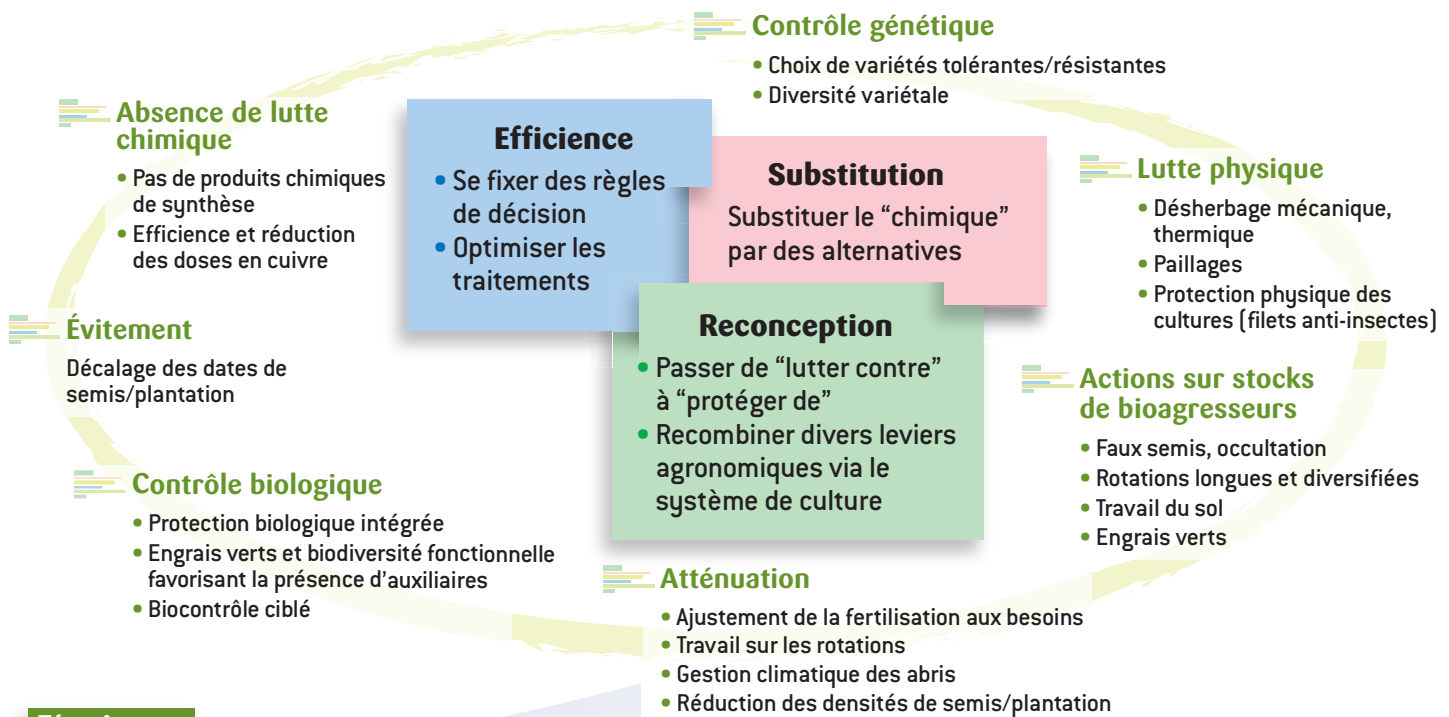 Contrôle génétique
• Choix de variétés tolérantes/résistantes
• Diversité variétale
Absence de lutte
chimique
• Pas de produits chimiques
de synthèse
• Efficience et réduction
des doses en cuivre
Efficience
• Se fixer des règles
de décision
• Optimiser les
traitements
Substitution
Substituer le “chimique”
par des alternatives
Lutte physique
• Désherbage mécanique,
thermique
• Paillages
• Protection physique des
cultures (filets anti-insectes)
Évitement
Décalage des dates de
semis/plantation
Reconception
• Passer de “lutter contre”
à “protéger de”
• Recombiner divers leviers
agronomiques via le
système de culture
Actions sur stocks
de bioagresseurs
• Faux semis, occultation
• Rotations longues et diversifiées
• Travail du sol
• Engrais verts
Contrôle biologique
• Protection biologique intégrée
• Engrais verts et biodiversité fonctionnelle
favorisant la présence d’auxiliaires
• Biocontrôle ciblé
Atténuation
• Ajustement de la fertilisation aux besoins
• Travail sur les rotations
• Gestion climatique des abris
• Réduction des densités de semis/plantation